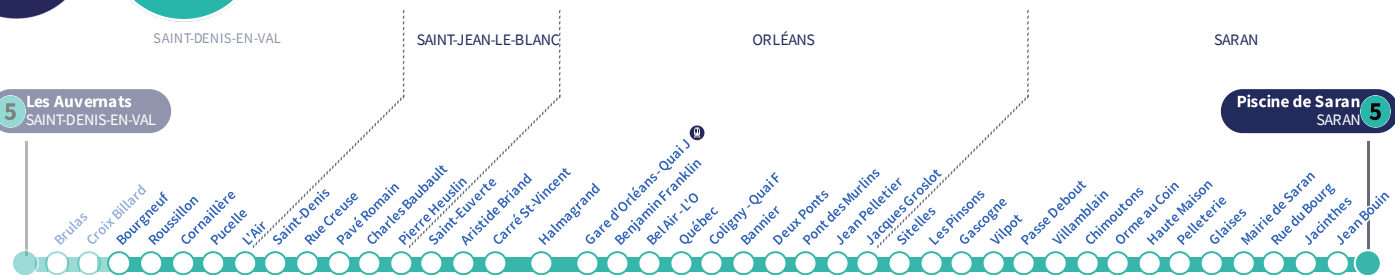 SAINT-DENIS-EN-VAL
SAINT-JEAN-LE-BLANC
ORLÉANS
SARAN
5
Les Auvernats
SAINT-DENIS-EN-VAL
Piscine de Saran
SARAN
5
Brulas
Croix Billard
Bourgneuf
Roussillon
Cornaillère
Pucelle
L'Air
Saint-Denis
Rue Creuse
Pavé Romain
Charles Baubault
Pierre Heuslin
Saint-Euverte
Aristide Briand
Carré St-Vincent
Halmagrand
Gare d'Orléans - Quai J
Benjamin Franklin
Bel Air - L'O
Québec
Coligny - Quai F
Bannier
Deux Ponts
Pont des Murlins
Jean Pelletier
Jacques Groslot
Sitelles
Les Pinsons
Gascogne
Vilpot
Passe Debout
Villamblain
Chimoutons
Orme au Coin
Haute Maison
Pelleterie
Glaises
Mairie de Saran
Rue du Bourg
Jacinthes
Jean Bouin